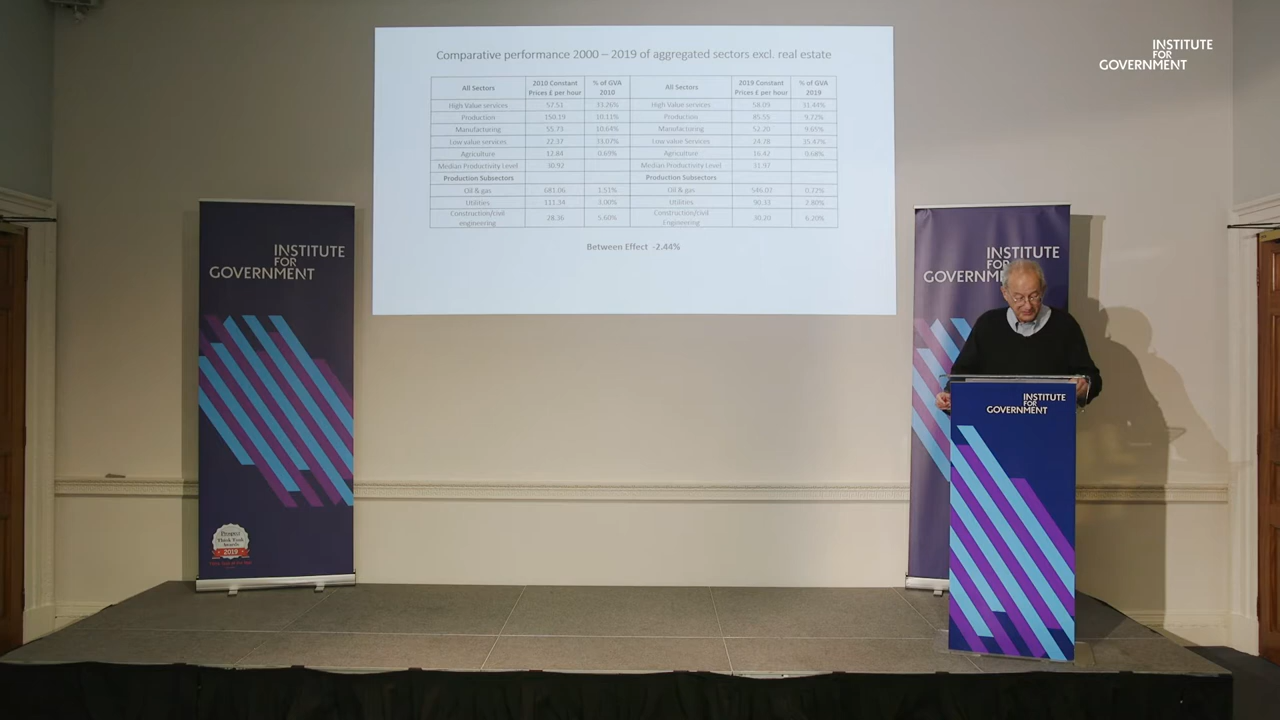 INSTITUTE
FOR
GOVERNMENT
Comparative performance 2000 – 2019 of aggregated sectors excl. real estate
All Sectors 2010 Constant Prices £ per hour % of GVA 2010 All Sectors 2019 Constant Prices £ per hour % of GVA 2019
High Value services 57.51 33.26% High Value services 58.09 31.44%
Production 150.19 10.11% Production 85.55 9.72%
Manufacturing 55.73 10.64% Manufacturing 52.20 9.65%
Low value services 22.37 33.07% Low value Services 24.78 35.47%
Agriculture 12.84 0.69% Agriculture 16.47 0.68%
Median Productivity Level 30.92 Median Productivity Level 31.97
Production Subsectors Production Subsectors
Oil & gas 681.06 1.51% Oil & gas 546.07 0.72%
Utilities 111.34 3.00% Utilities 90.33 2.80%
Construction/civil engineering 28.36 5.60% Construction/civil Engineering 30.20 6.20%
Between Effect -2.44%
INSTITUTE
FOR
GOVERNMENT
Think Tank
Awards
2019
INSTITUTE
FOR
GOVERNM
INSTITUTE
FOR
GOVERNMENT